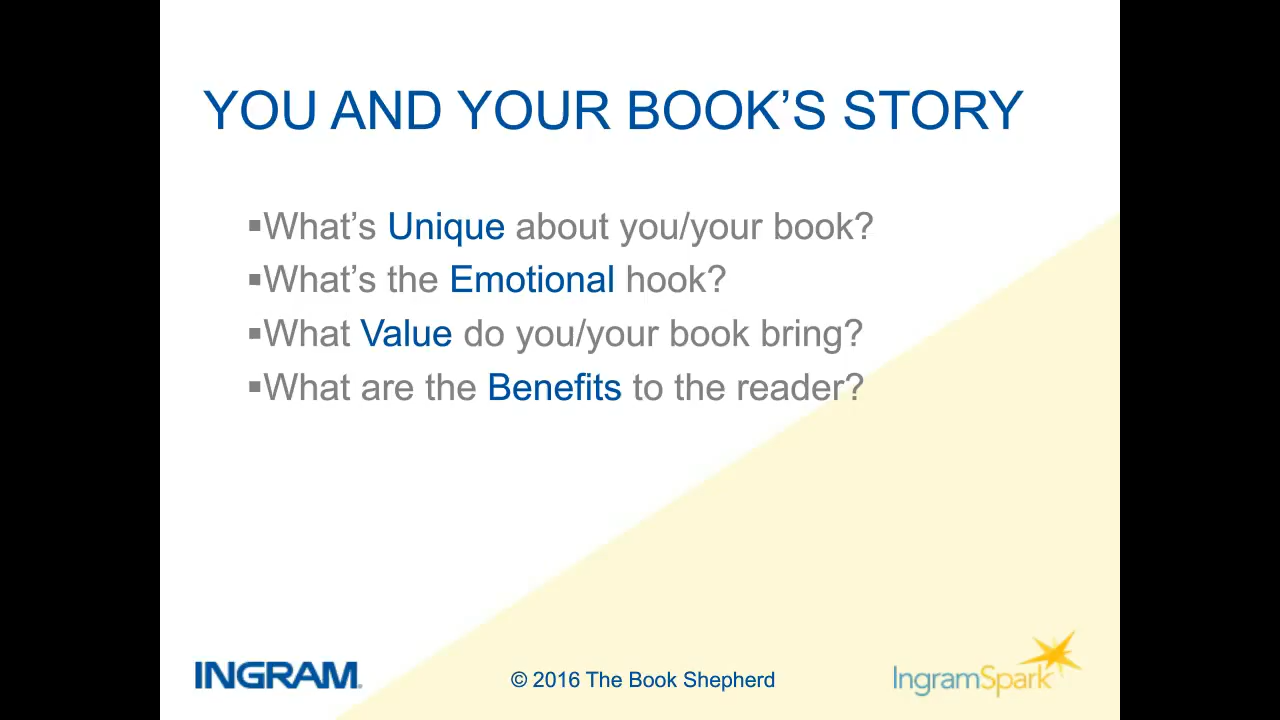 YOU AND YOUR BOOK’S STORY
▪What’s Unique about you/your book?
▪What’s the Emotional hook?
▪What Value do you/your book bring?
▪What are the Benefits to the reader?
INGRAM®
© 2016 The Book Shepherd
IngramSpark